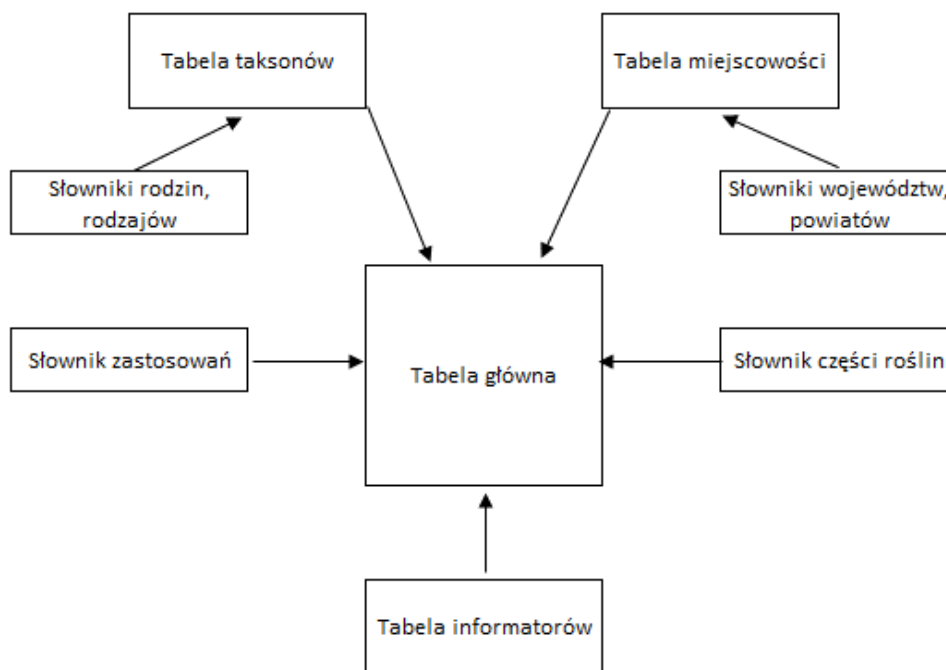 Tabela taksonów
Tabela miejscowości
Słowniki rodzin,
rodzajów
Słowniki województw,
powiatów
Słownik zastosowań
Tabela główna
Słownik części roślin
Tabela informatorów